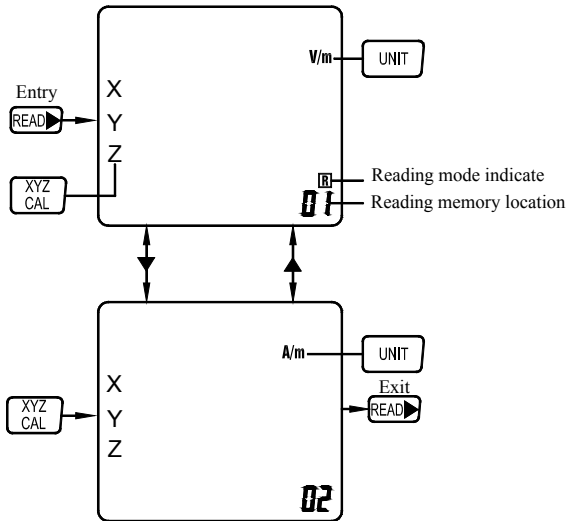 V/m
UNIT
Entry
X
READ
Y
Z
XYZ
CAL
R
Reading mode indicate
01
Reading memory location
A/m
UNIT
X
Exit
XYZ
CAL
READ
Y
Z
02